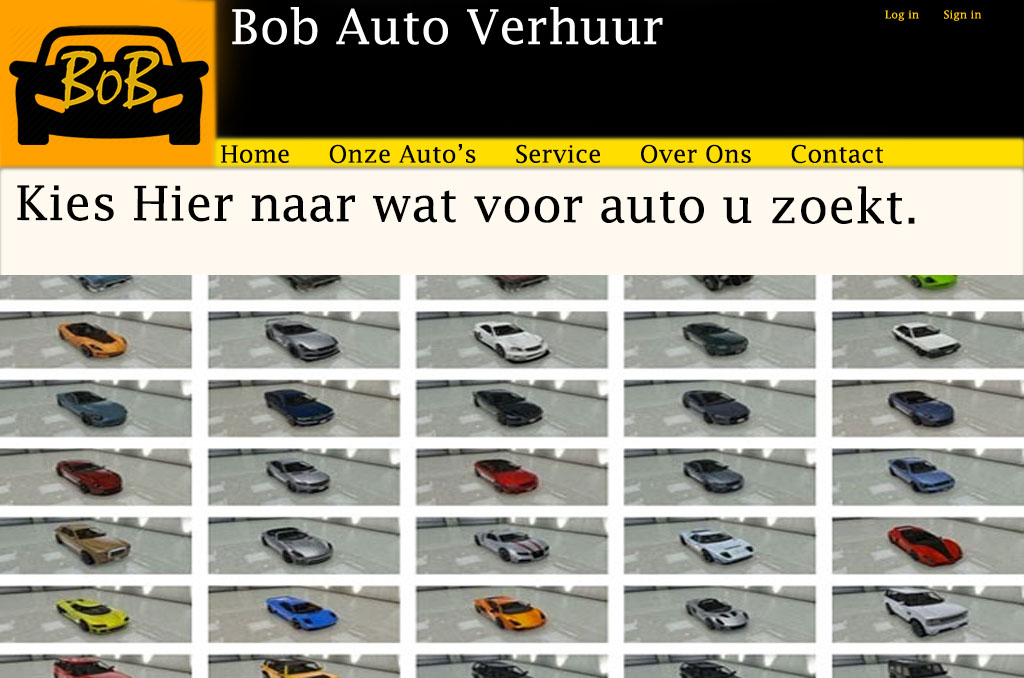 BoB
Bob Auto Verhuur
Log in Sign in
Home Onze Auto's Service Over Ons Contact
Kies Hier naar wat voor auto u zoekt.